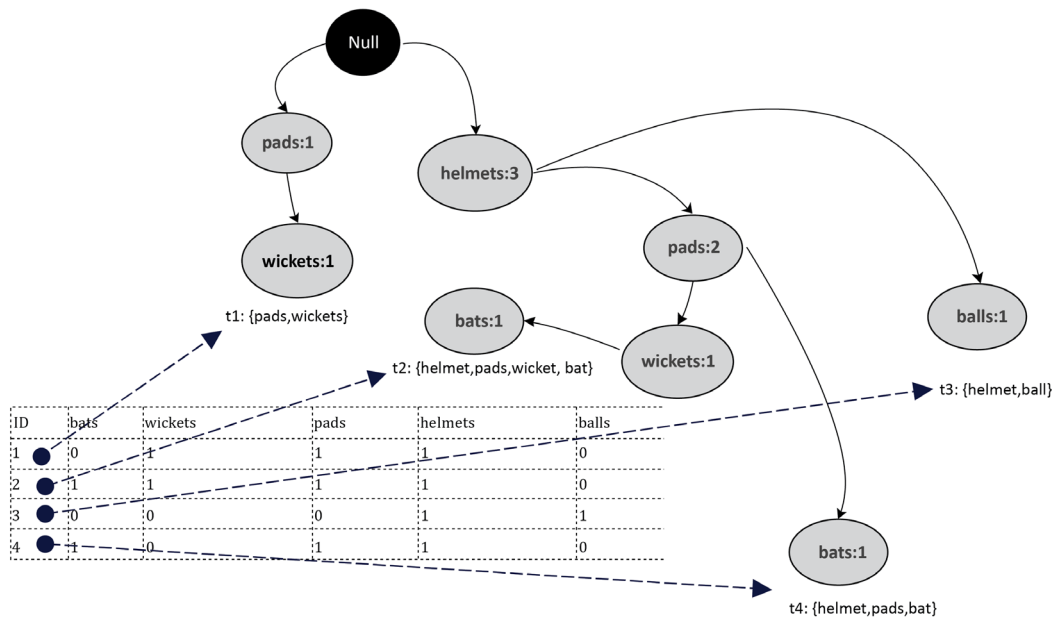 Null
pads:1
helmets:3
wickets:1
pads:2
t1: {pads,wickets}
bats:1
balls:1
wickets:1
t2: {helmet,pads,wicket, bat}
t3: {helmet,ball}
ID bats wickets pads helmets balls
1 0 1 1 1 0
2 1 1 1 1 0
3 0 0 0 1 1
4 1 0 1 1 0
bats:1
t4: {helmet,pads,bat}